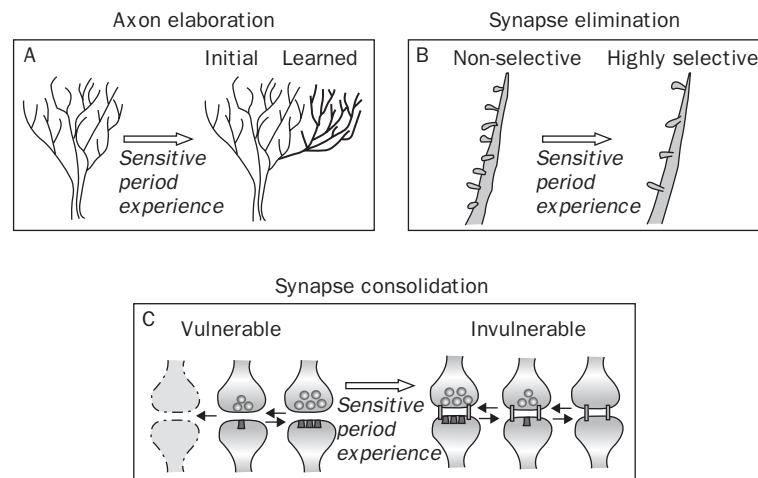 Axon elaboration
A
Initial Learned
Sensitive
period
experience
Synapse elimination
B Non-selective Highly selective
Sensitive
period
experience
Synapse consolidation
C
Vulnerable Invulnerable
Sensitive
period
experience